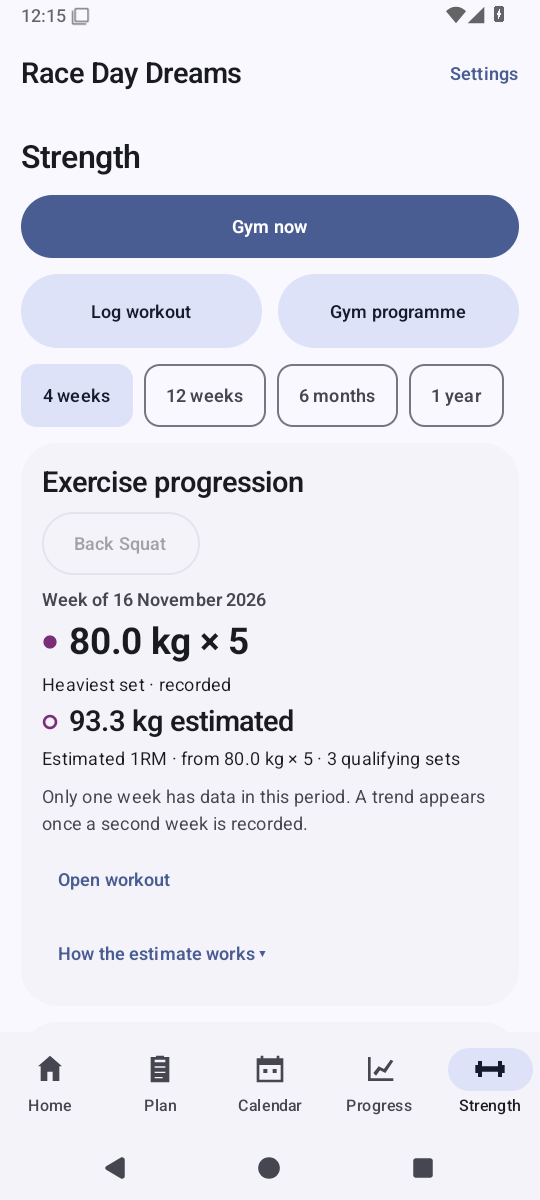 12:15
Race Day Dreams
Settings
Strength
Gym now
Log workout
Gym programme
4 weeks
12 weeks
6 months
1 year
Exercise progression
Back Squat
Week of 16 November 2026
80.0 kg × 5
Heaviest set · recorded
93.3 kg estimated
Estimated 1RM · from 80.0 kg × 5 · 3 qualifying sets
Only one week has data in this period. A trend appears
once a second week is recorded.
Open workout
How the estimate works ▾
Home
Plan
Calendar
Progress
Strength